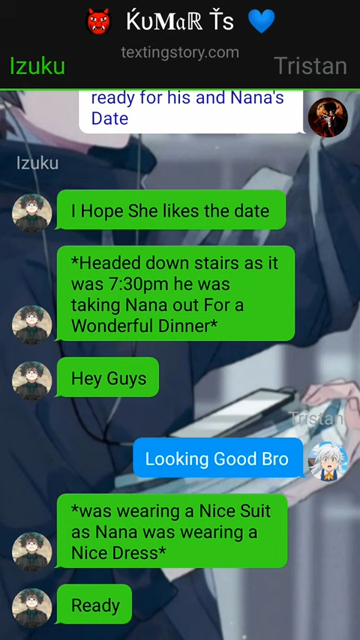 ḰυMαℝ Ťs
textingstory.com
Izuku
Tristan
ready for his and Nana's
Date
Izuku
I Hope She likes the date
*Headed down stairs as it
was 7:30pm he was
taking Nana out For a
Wonderful Dinner*
Hey Guys
Tristan
Looking Good Bro
*was wearing a Nice Suit
as Nana was wearing a
Nice Dress*
Ready